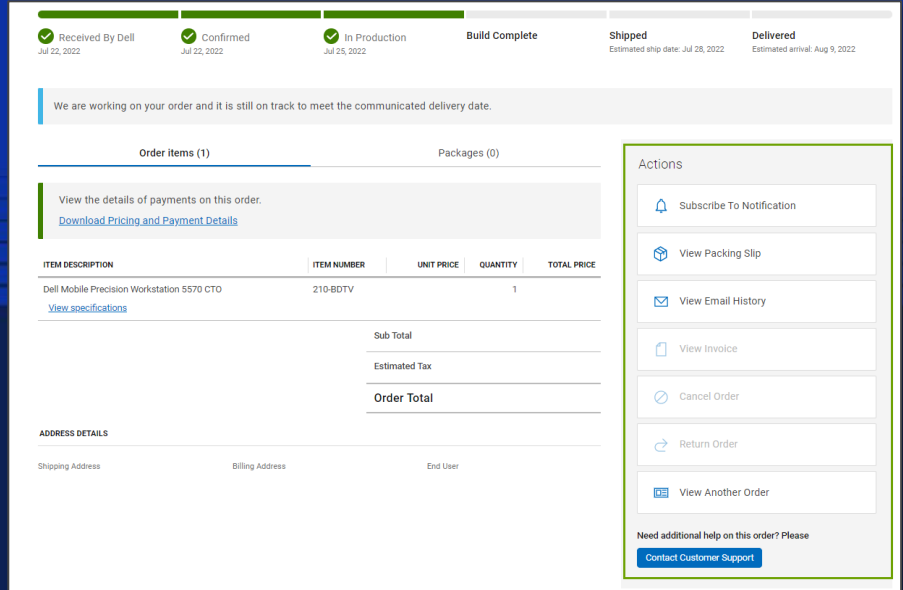 Received By Dell
Jul 22, 2022
Confirmed
Jul 22, 2022
In Production
Jul 25, 2022
Build Complete
Shipped
Estimated ship date: Jul 28, 2022
Delivered
Estimated arrival: Aug 9, 2022
We are working on your order and it is still on track to meet the communicated delivery date.
Order items (1)
Packages (0)
View the details of payments on this order.
Download Pricing and Payment Details
ITEM DESCRIPTION ITEM NUMBER UNIT PRICE QUANTITY TOTAL PRICE
Dell Mobile Precision Workstation 5570 CTO 210-BDTV 1
View specifications
Sub Total
Estimated Tax
Order Total
ADDRESS DETAILS
Shipping Address Billing Address End User
Actions
Subscribe To Notification
View Packing Slip
View Email History
View Invoice
Cancel Order
Return Order
View Another Order
Need additional help on this order? Please
Contact Customer Support